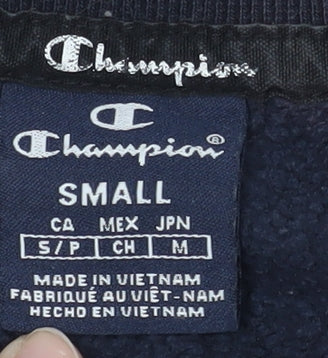 Champion
Champion®
SMALL
CA MEX JPN
S/P CH M
MADE IN VIETNAM
FABRIQUÉ AU VIÊT-NAM
HECHO EN VIETNAM